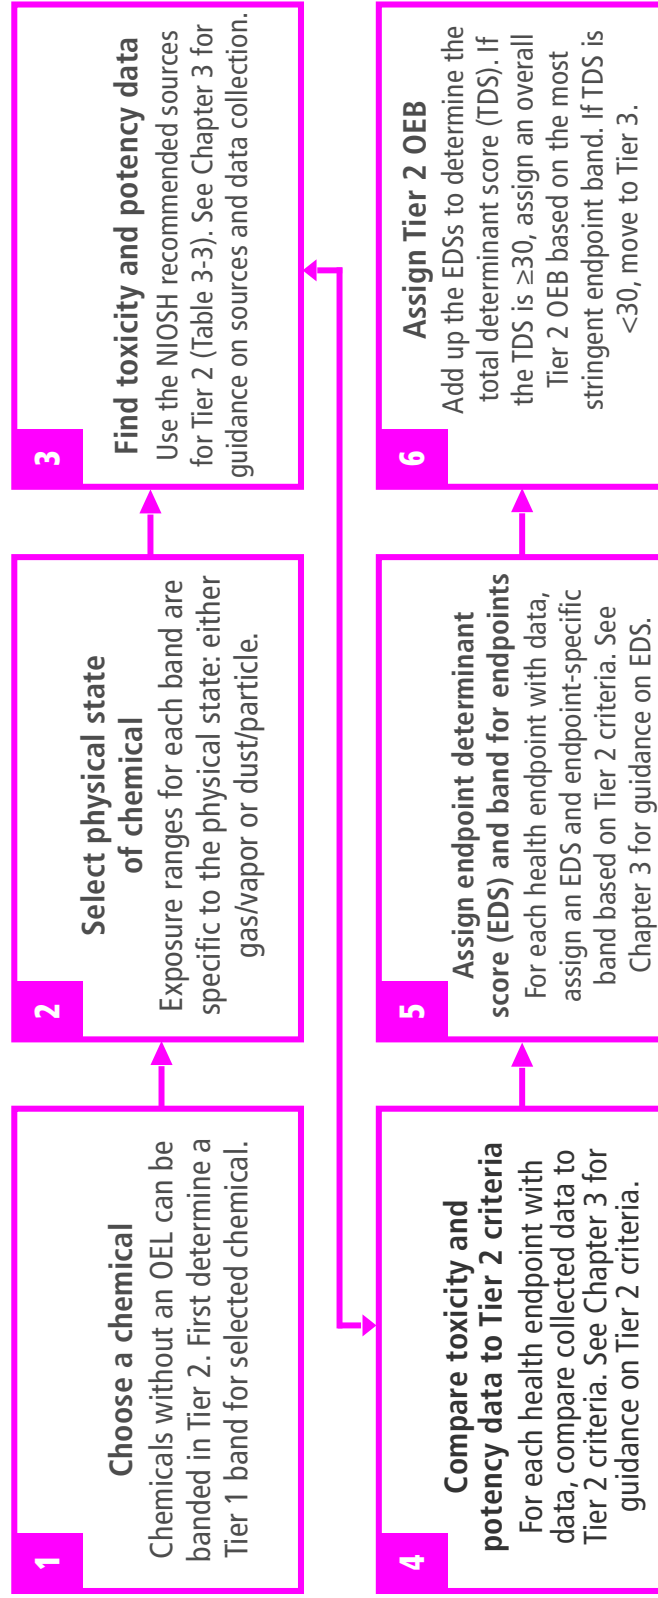 1
Choose a chemical
Chemicals without an OEL can be
banded in Tier 2. First determine a
Tier 1 band for selected chemical.
2
Select physical state
of chemical
Exposure ranges for each band are
specific to the physical state: either
gas/vapor or dust/particle.
3
Find toxicity and potency data
Use the NIOSH recommended sources
for Tier 2 (Table 3-3). See Chapter 3 for
guidance on sources and data collection.
4
Compare toxicity and
potency data to Tier 2 criteria
For each health endpoint with
data, compare collected data to
Tier 2 criteria. See Chapter 3 for
guidance on Tier 2 criteria.
5
Assign endpoint determinant
score (EDS) and band for endpoints
For each health endpoint with data,
assign an EDS and endpoint-specific
band based on Tier 2 criteria. See
Chapter 3 for guidance on EDS.
6
Assign Tier 2 OEB
Add up the EDSs to determine the
total determinant score (TDS). If
the TDS is ≥30, assign an overall
Tier 2 OEB based on the most
stringent endpoint band. If TDS is
<30, move to Tier 3.